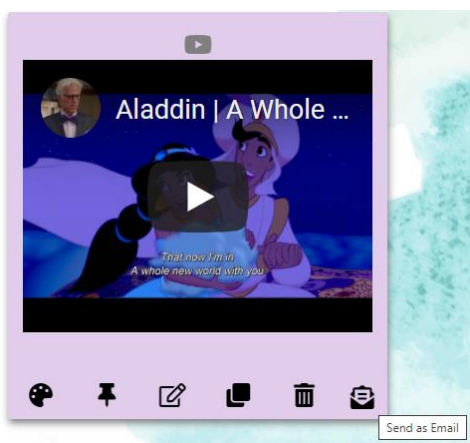 Aladdin | A Whole ...
That now I'm in
A whole new world with you
Send as Email